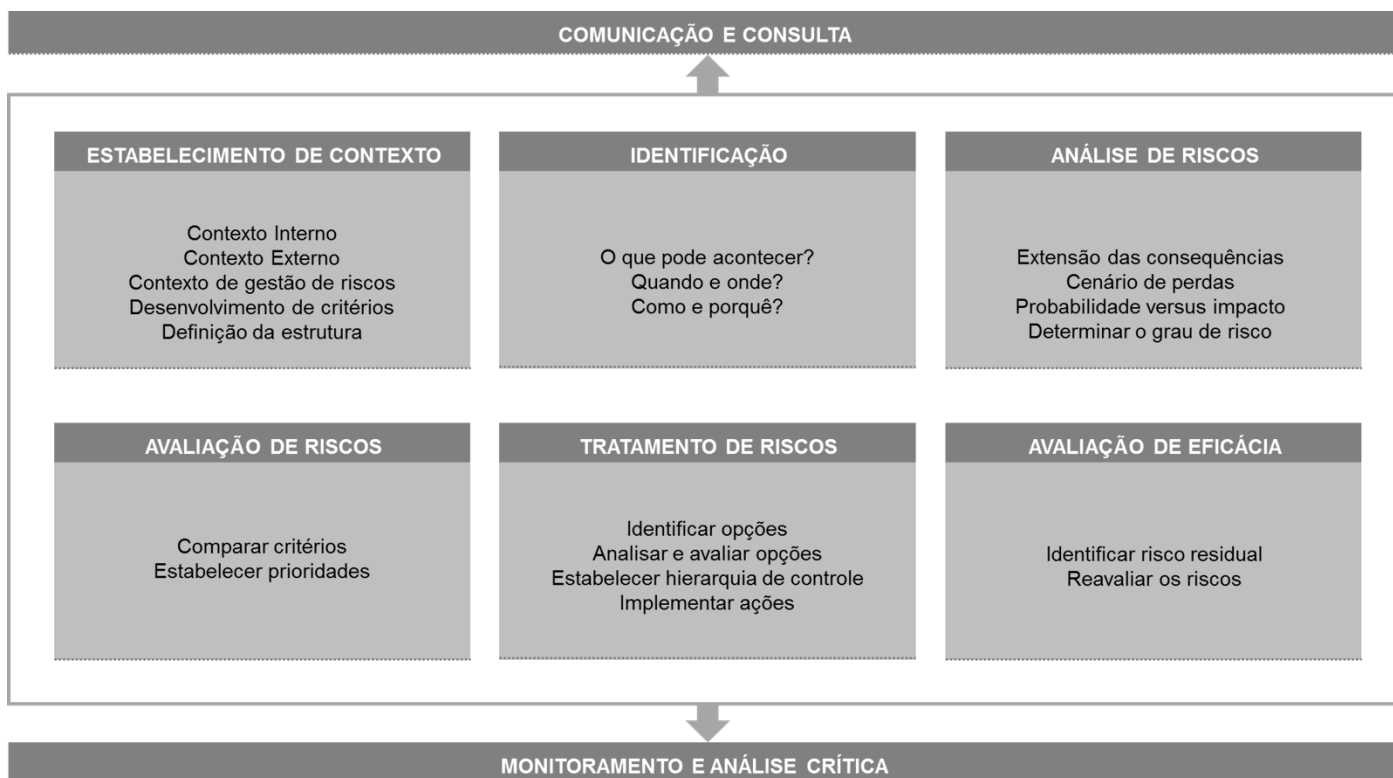 COMUNICAÇÃO E CONSULTA
ESTABELECIMENTO DE CONTEXTO
Contexto Interno
Contexto Externo
Contexto de gestão de riscos
Desenvolvimento de critérios
Definição da estrutura
IDENTIFICAÇÃO
O que pode acontecer?
Quando e onde?
Como e porquê?
ANÁLISE DE RISCOS
Extensão das consequências
Cenário de perdas
Probabilidade versus impacto
Determinar o grau de risco
AVALIAÇÃO DE RISCOS
Comparar critérios
Estabelecer prioridades
TRATAMENTO DE RISCOS
Identificar opções
Analisar e avaliar opções
Estabelecer hierarquia de controle
Implementar ações
AVALIAÇÃO DE EFICÁCIA
Identificar risco residual
Reavaliar os riscos
MONITORAMENTO E ANÁLISE CRÍTICA